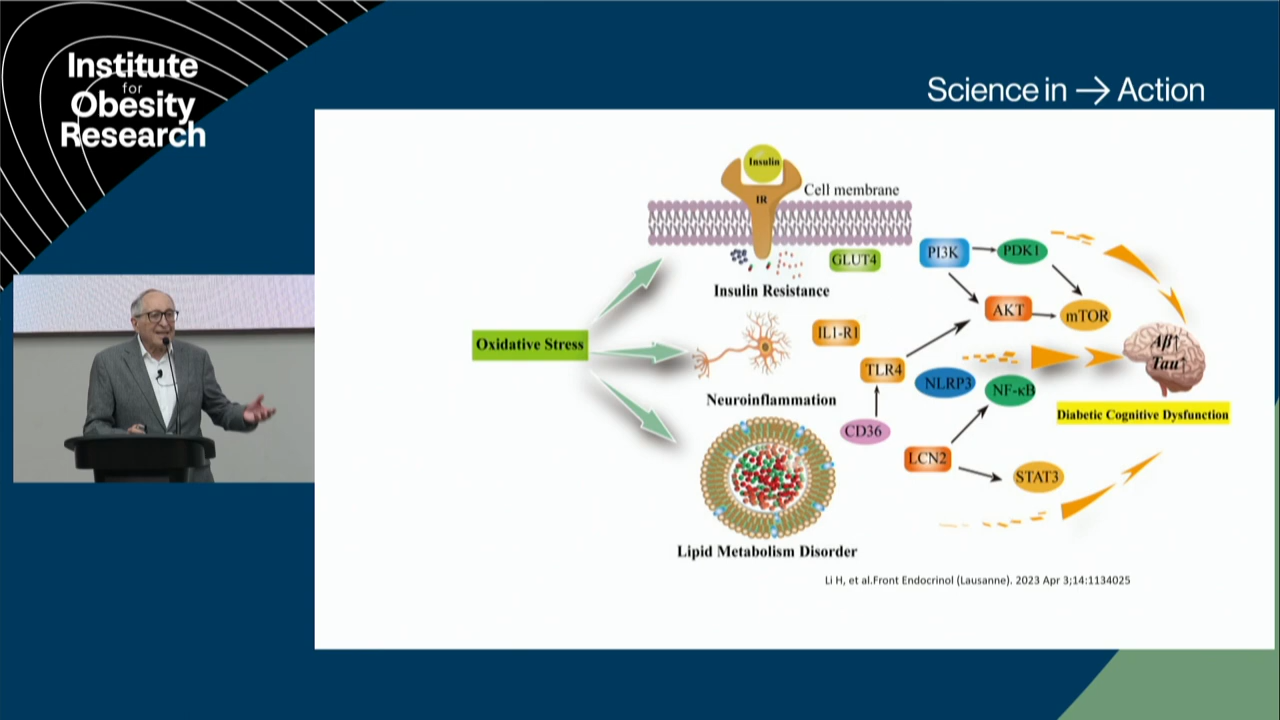 Institute
for
Obesity
Research
Science in → Action
Insulin
IR
Cell membrane
GLUT4
Insulin Resistance
PI3K
PDK1
AKT
mTOR
Oxidative Stress
IL1-R1
TLR4
NLRP3
NF-κB
Aβ↑
Tau↑
Neuroinflammation
Diabetic Cognitive Dysfunction
CD36
LCN2
STAT3
Lipid Metabolism Disorder
Li H, et al.Front Endocrinol (Lausanne). 2023 Apr 3;14:1134025